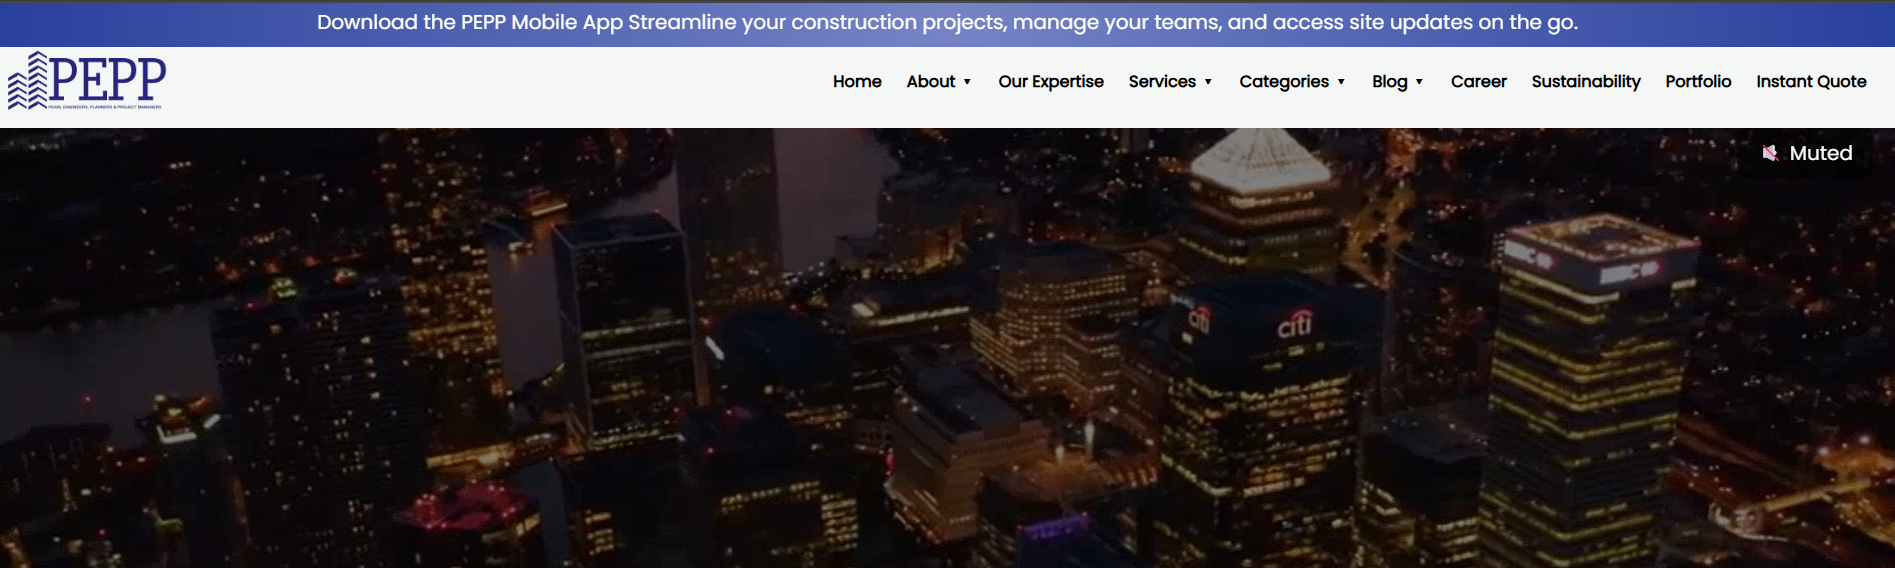 Download the PEPP Mobile App Streamline your construction projects, manage your teams, and access site updates on the go.
PEPP
PEARL ENGINEERS, PLANNERS & PROJECT MANAGERS
Home About Our Expertise Services Categories Blog Career Sustainability Portfolio Instant Quote
Muted
citi
citi